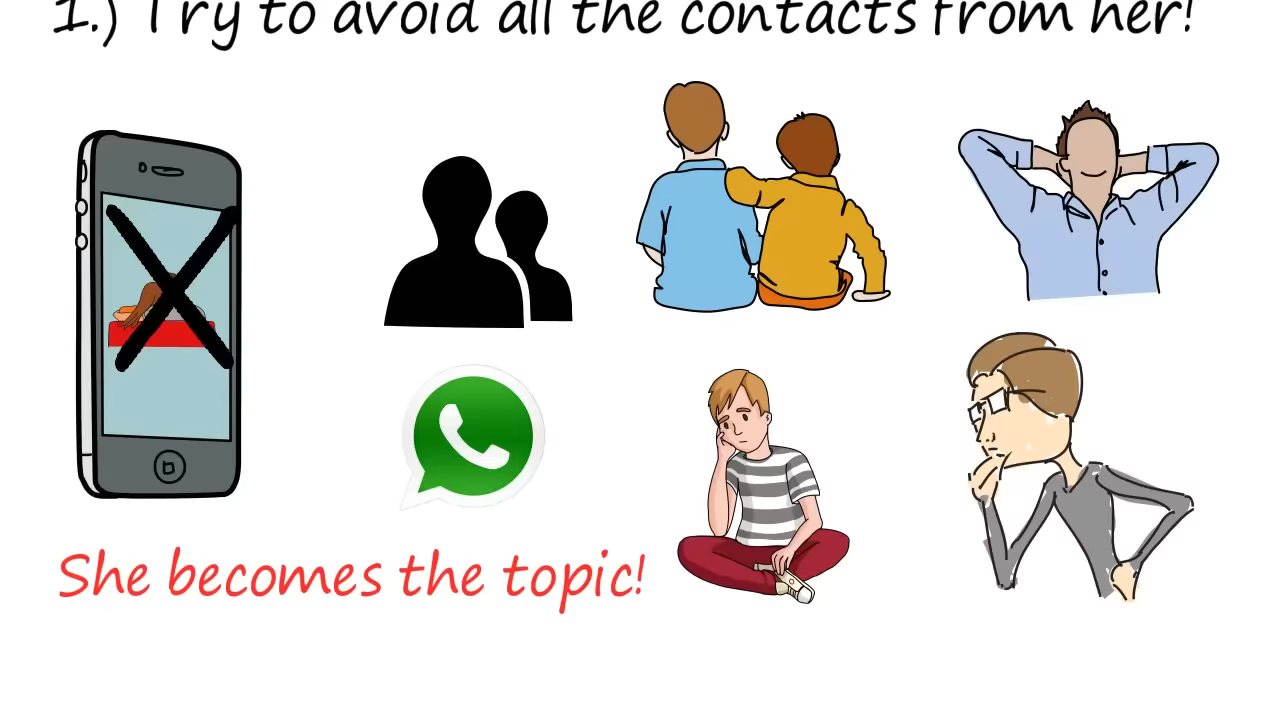 1.) Try to avoid all the contacts from her!
She becomes the topic!